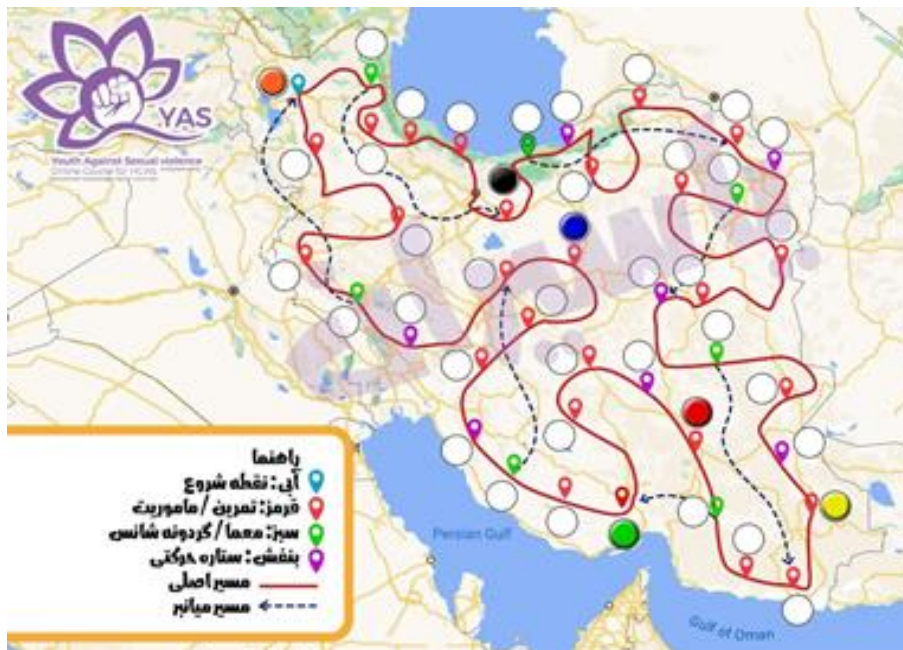 YAS
Youth Against Sexual violence
Online Course for HCWs
Persian Gulf
Gulf of Oman
راهنما
آبی: نقطه شروع
قرمز: تمرین / ماموریت
سبز: معما / گردونه شانس
بنفش: ستاره حرکتی
مسیر اصلی
مسیر میانبر